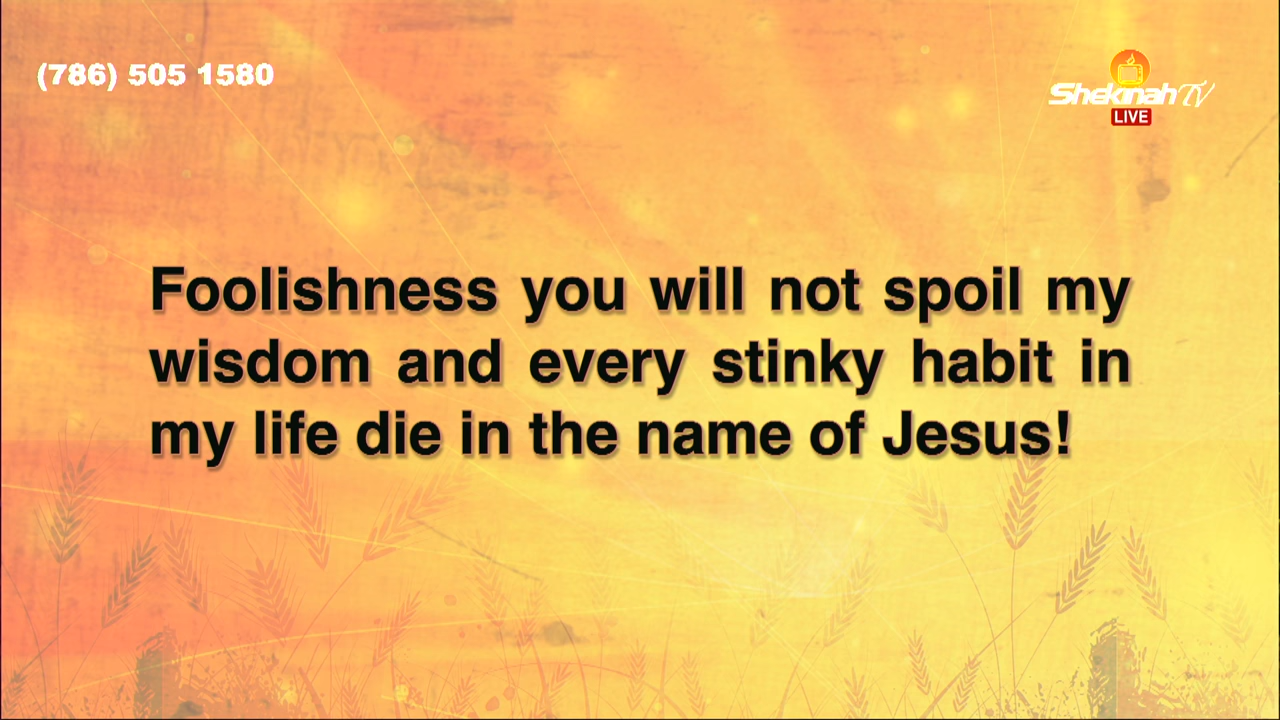 (786) 505 1580
Shekinah TV
LIVE
Foolishness you will not spoil my
wisdom and every stinky habit in
my life die in the name of Jesus!